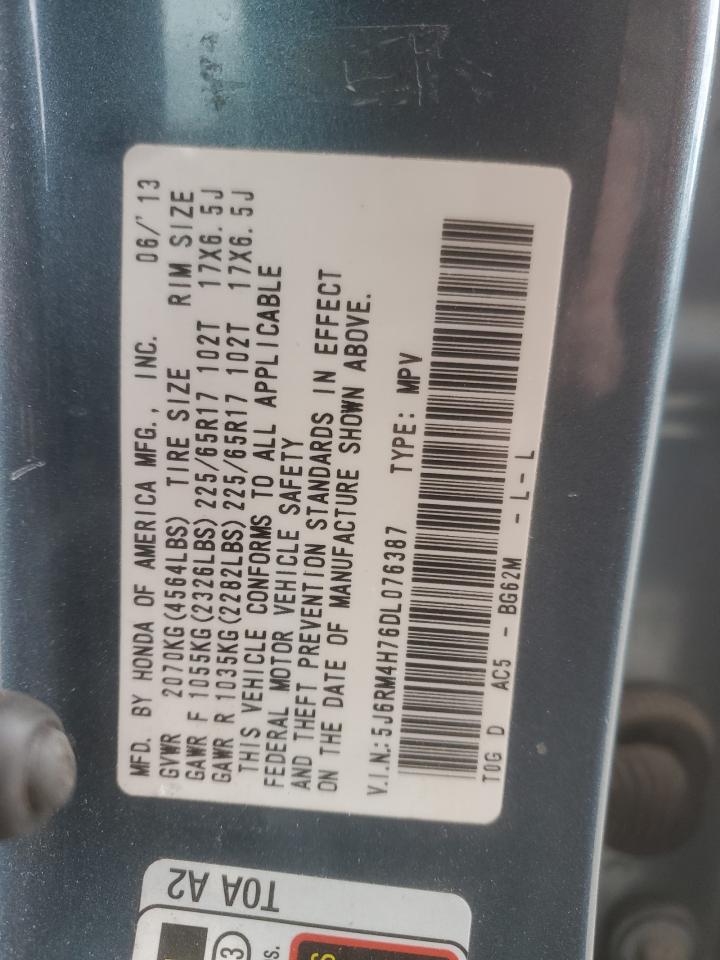 MFD. BY HONDA OF AMERICA MFG., INC. 06/'13
GVWR 2070KG(4564LBS) TIRE SIZE RIM SIZE
GAWR F 1055KG(2326LBS) 225/65R17 102T 17X6.5J
GAWR R 1035KG(2282LBS) 225/65R17 102T 17X6.5J
THIS VEHICLE CONFORMS TO ALL APPLICABLE
FEDERAL MOTOR VEHICLE SAFETY
AND THEFT PREVENTION STANDARDS IN EFFECT
ON THE DATE OF MANUFACTURE SHOWN ABOVE.
V.I.N.: 5J6RM4H76DL076387 TYPE: MPV
T0G D AC5 - BG62M - L- L
T0A A2
3
s.